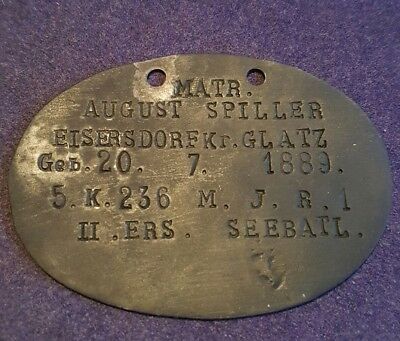 MATR.
AUGUST SPILLER
EISERSDORF Kr. GLATZ
Geb. 20. 7. 1889.
5. K. 236 M. J. R. 1
II. ERS. SEEBATL.